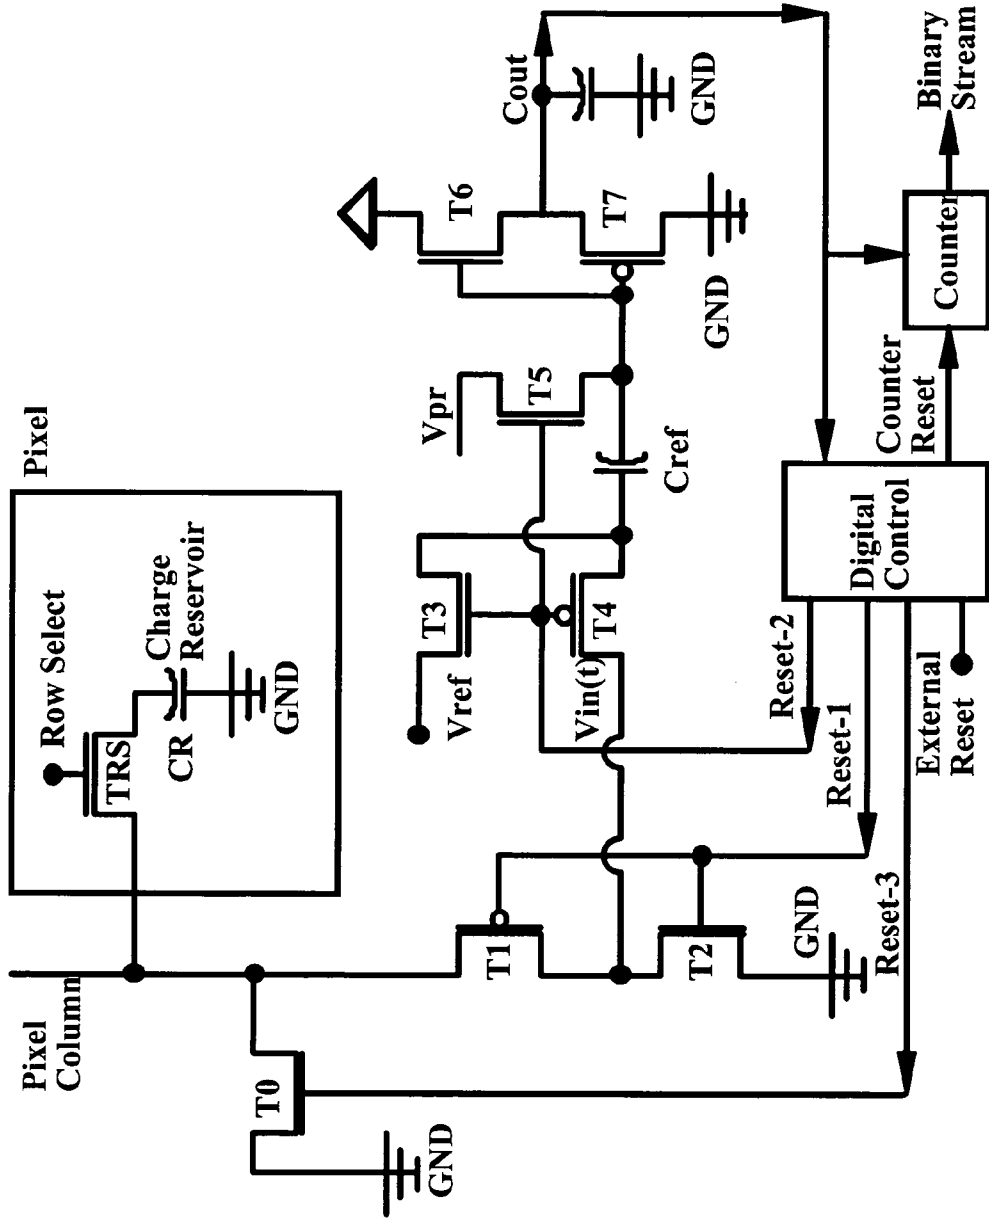 Pixel
Row Select
TRS
Charge
Reservoir
CR
GND
Pixel
Column
T0
GND
T1
T2
GND
Vref
T3
Vin(t)
T4
Cref
Vpr
T5
T6
T7
GND
Cout
GND
Reset-2
Reset-1
Reset-3
External
Reset
Digital
Control
Counter
Reset
Counter
Binary
Stream